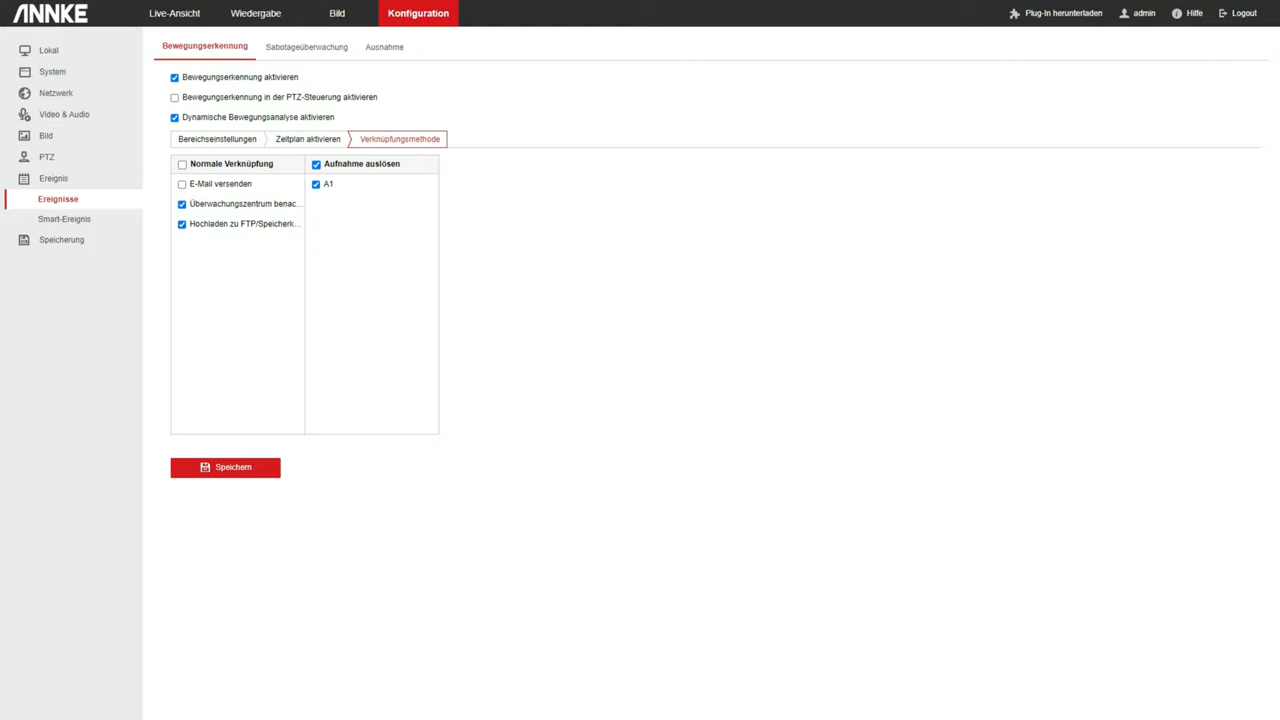 ANNKE Live-Ansicht Wiedergabe Bild Konfiguration Plug-In herunterladen admin Hilfe Logout
Lokal
System
Netzwerk
Video & Audio
Bild
PTZ
Ereignis
Ereignisse
Smart-Ereignis
Speicherung
Bewegungserkennung Sabotageüberwachung Ausnahme
Bewegungserkennung aktivieren
Bewegungserkennung in der PTZ-Steuerung aktivieren
Dynamische Bewegungsanalyse aktivieren
Bereichseinstellungen Zeitplan aktivieren Verknüpfungsmethode
Normale Verknüpfung Aufnahme auslösen
E-Mail versenden A1
Überwachungszentrum benac...
Hochladen zu FTP/Speicherk...
Speichern